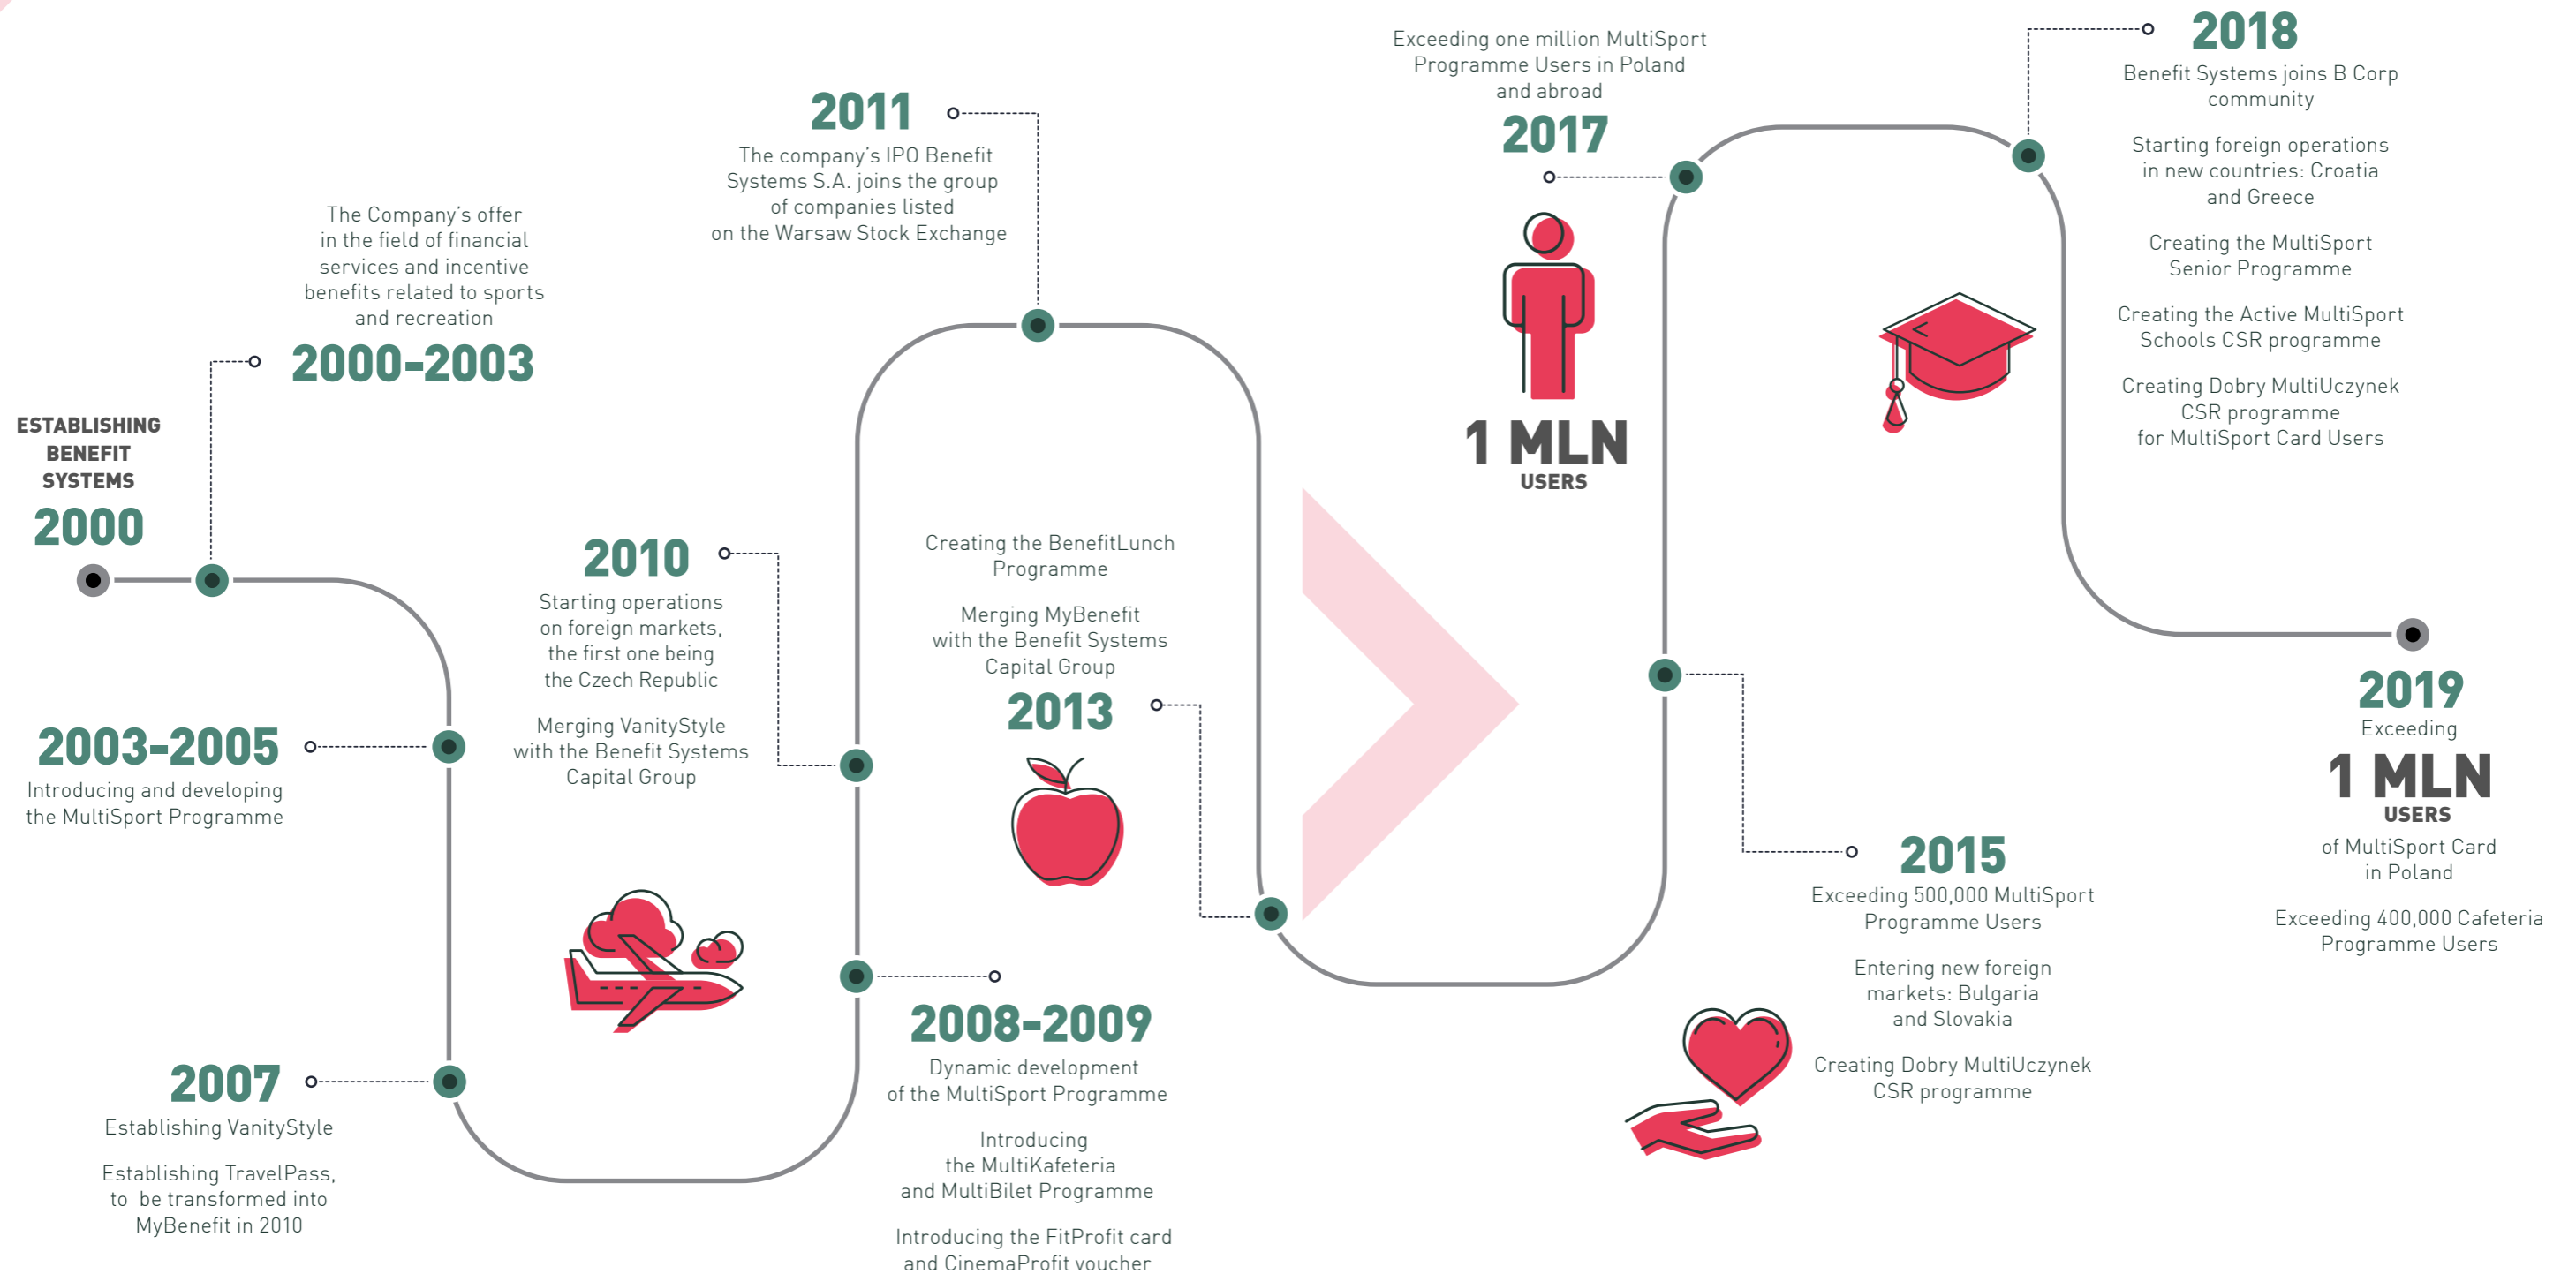 ESTABLISHING
BENEFIT
SYSTEMS
2000
The Company's offer
in the field of financial
services and incentive
benefits related to sports
and recreation
2000-2003
2003-2005
Introducing and developing
the MultiSport Programme
2007
Establishing VanityStyle
Establishing TravelPass,
to be transformed into
MyBenefit in 2010
2008-2009
Dynamic development
of the MultiSport Programme
Introducing
the MultiKafeteria
and MultiBilet Programme
Introducing the FitProfit card
and CinemaProfit voucher
2010
Starting operations
on foreign markets,
the first one being
the Czech Republic
Merging VanityStyle
with the Benefit Systems
Capital Group
2011
The company's IPO Benefit
Systems S.A. joins the group
of companies listed
on the Warsaw Stock Exchange
Creating the BenefitLunch
Programme
Merging MyBenefit
with the Benefit Systems
Capital Group
2013
2015
Exceeding 500,000 MultiSport
Programme Users
Entering new foreign
markets: Bulgaria
and Slovakia
Creating Dobry MultiUczynek
CSR programme
Exceeding one million MultiSport
Programme Users in Poland
and abroad
2017
1 MLN
USERS
2018
Benefit Systems joins B Corp
community
Starting foreign operations
in new countries: Croatia
and Greece
Creating the MultiSport
Senior Programme
Creating the Active MultiSport
Schools CSR programme
Creating Dobry MultiUczynek
CSR programme
for MultiSport Card Users
2019
Exceeding
1 MLN
USERS
of MultiSport Card
in Poland
Exceeding 400,000 Cafeteria
Programme Users